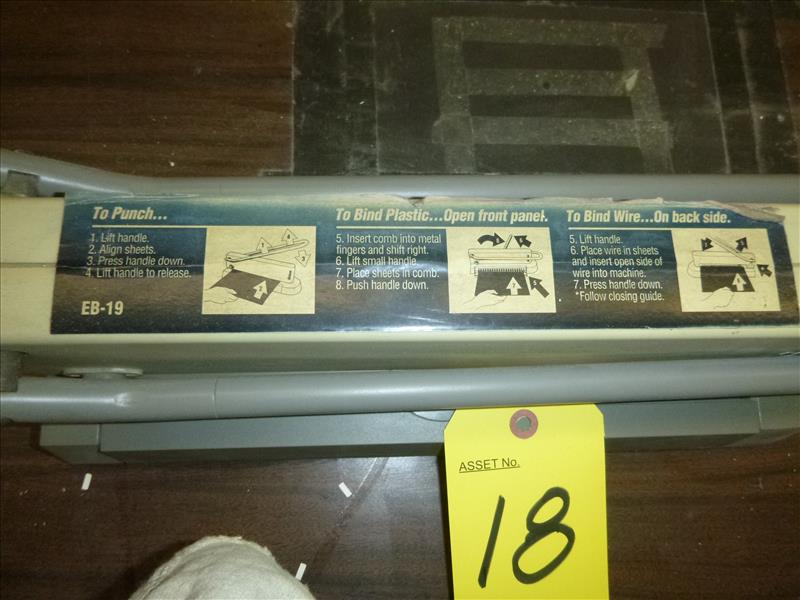 To Punch...
1. Lift handle.
2. Align sheets.
3. Press handle down.
4. Lift handle to release.
EB-19
To Bind Plastic...Open front panel.
5. Insert comb into metal
fingers and shift right.
6. Lift small handle
7. Place sheets in comb.
8. Push handle down.
To Bind Wire...On back side.
5. Lift handle.
6. Place wire in sheets
and insert open side of
wire into machine.
7. Press handle down.
*Follow closing guide.
ASSET No.
18